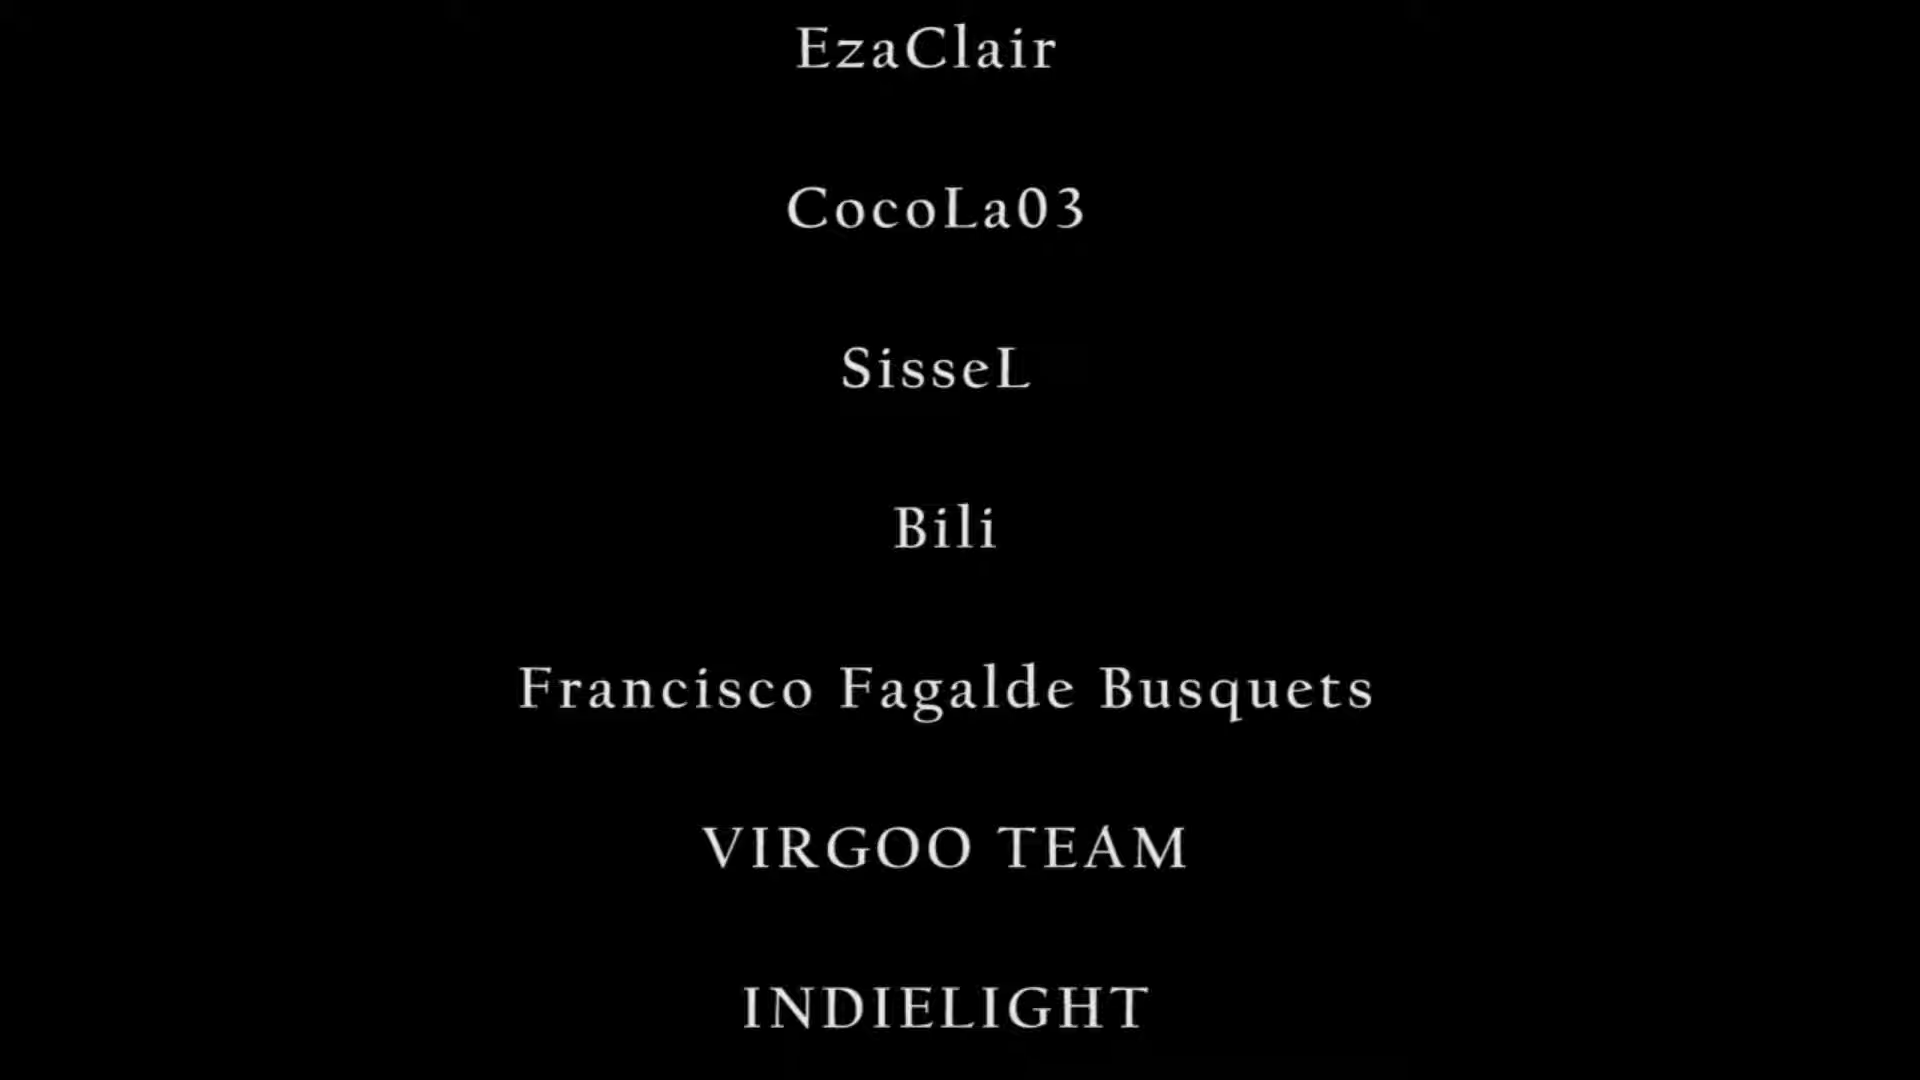 EzaClair
CocoLa03
SisseL
Bili
Francisco Fagalde Busquets
VIRGOO TEAM
INDIELIGHT